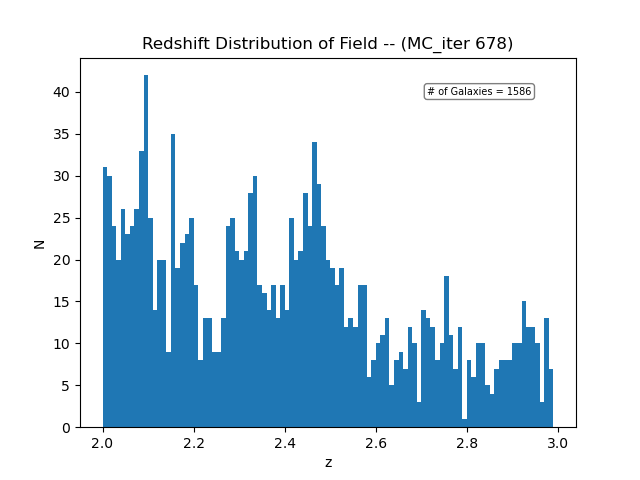 Redshift Distribution of Field -- (MC_iter 678)
# of Galaxies = 1586
N
40
35
30
25
20
15
10
5
0
2.0 2.2 2.4 2.6 2.8 3.0
z